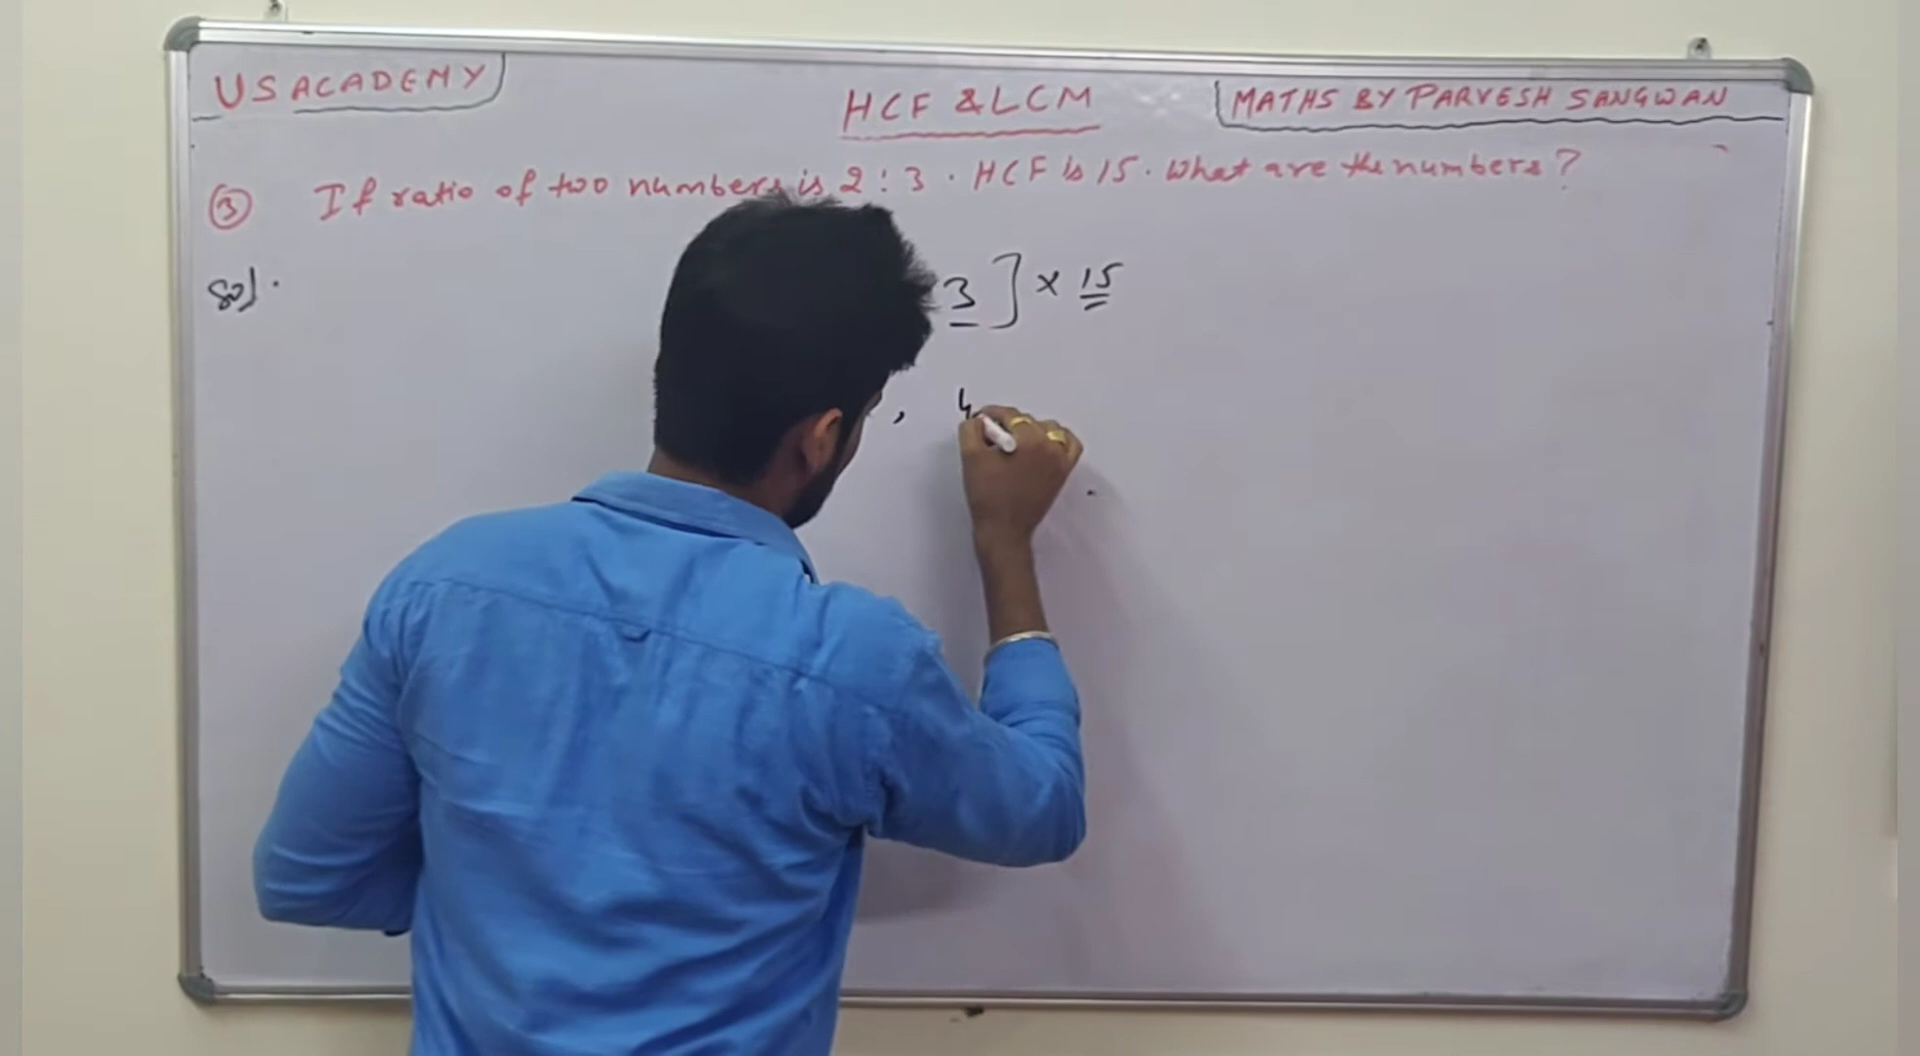 US ACADEMY
HCF & LCM
MATHS BY PARVESH SANGWAN
③ If ratio of two numbers is 2 : 3 . HCF is 15 . What are the numbers ?
Sol .
3 ] × 15
, 4